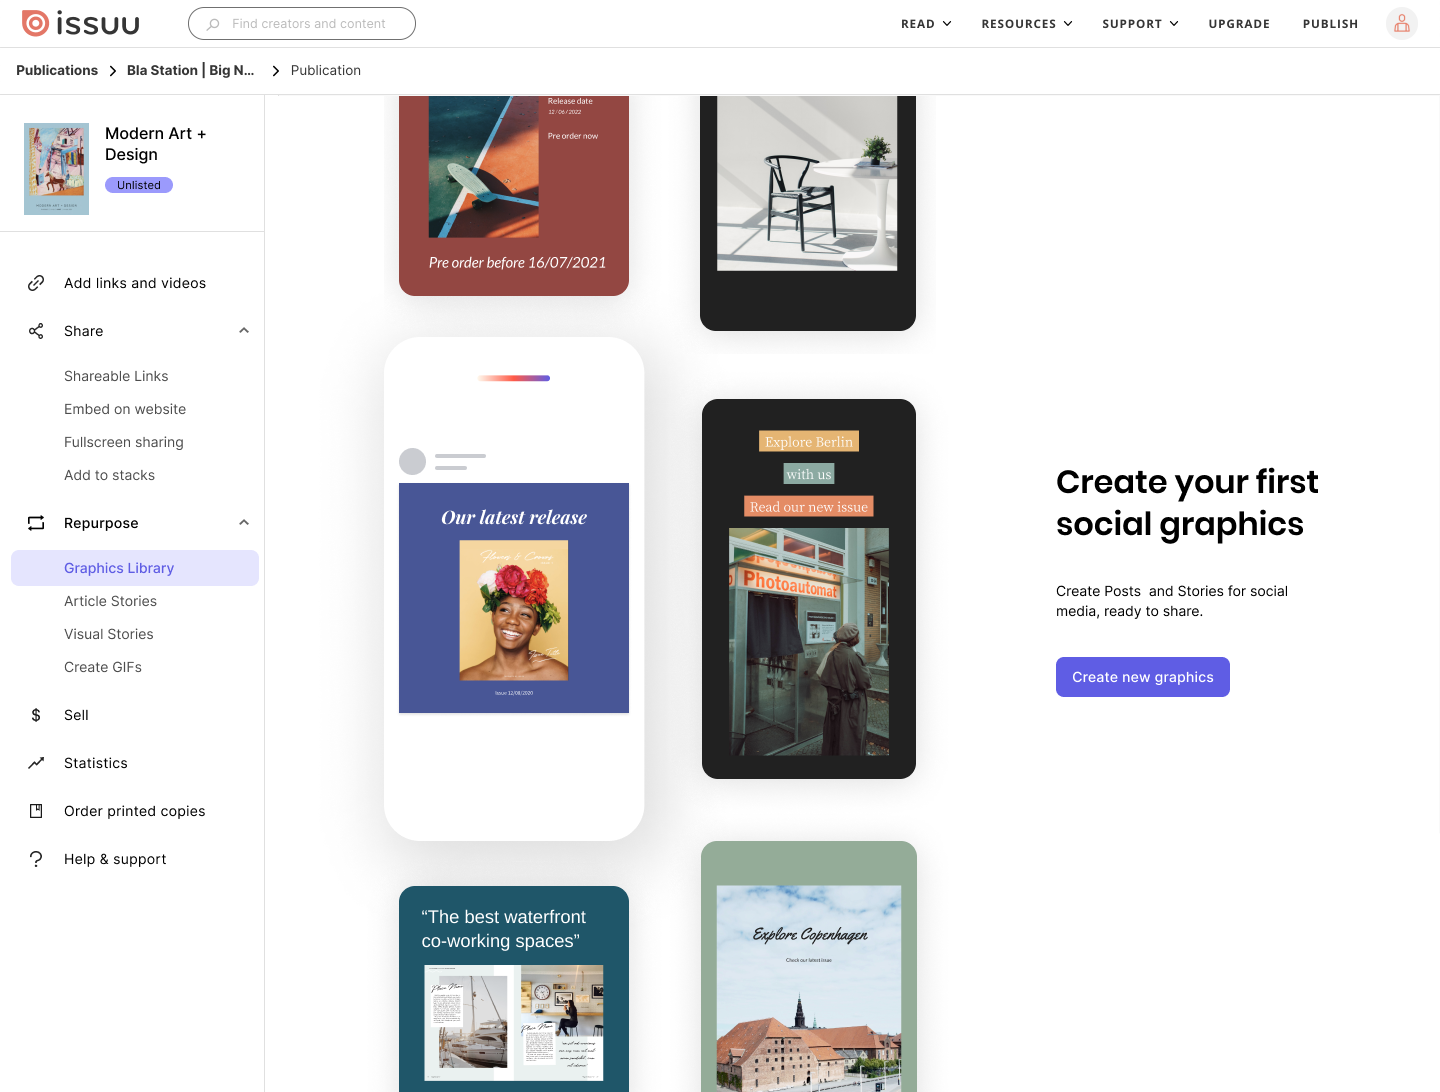 issuu
Find creators and content
READ
RESOURCES
SUPPORT
UPGRADE
PUBLISH
Publications
Bla Station | Big N...
Publication
Modern Art +
Design
Unlisted
Add links and videos
Share
Shareable Links
Embed on website
Fullscreen sharing
Add to stacks
Repurpose
Graphics Library
Article Stories
Visual Stories
Create GIFs
Sell
Statistics
Order printed copies
Help & support
Release date
12/06/2022
Pre order now
Pre order before 16/07/2021
Our latest release
Issue 12/08/2020
“The best waterfront
co-working spaces”
Explore Berlin
with us
Read our new issue
Photoautomat
Explore Copenhagen
Check our latest issue
Create your first
social graphics
Create Posts  and Stories for social
media, ready to share.
Create new graphics